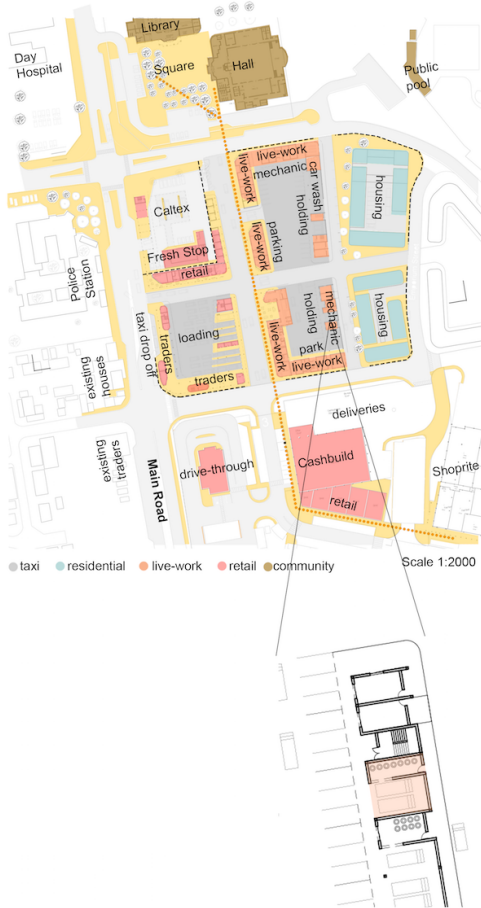 Library
Day
Hospital
Square
Hall
Public
pool
live-work
mechanic
live-work
car wash
holding
housing
Caltex
live-work
parking
Fresh Stop
retail
Police
Station
taxi drop off
loading
traders
traders
holding
mechanic
live-work
park
live-work
housing
existing
houses
existing
traders
Main Road
drive-through
deliveries
Cashbuild
retail
Shoprite
taxi
residential
live-work
retail
community
Scale 1:2000